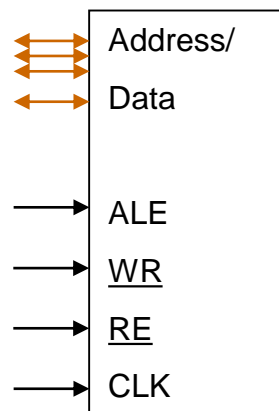 Address/
Data
ALE
WR
RE
CLK